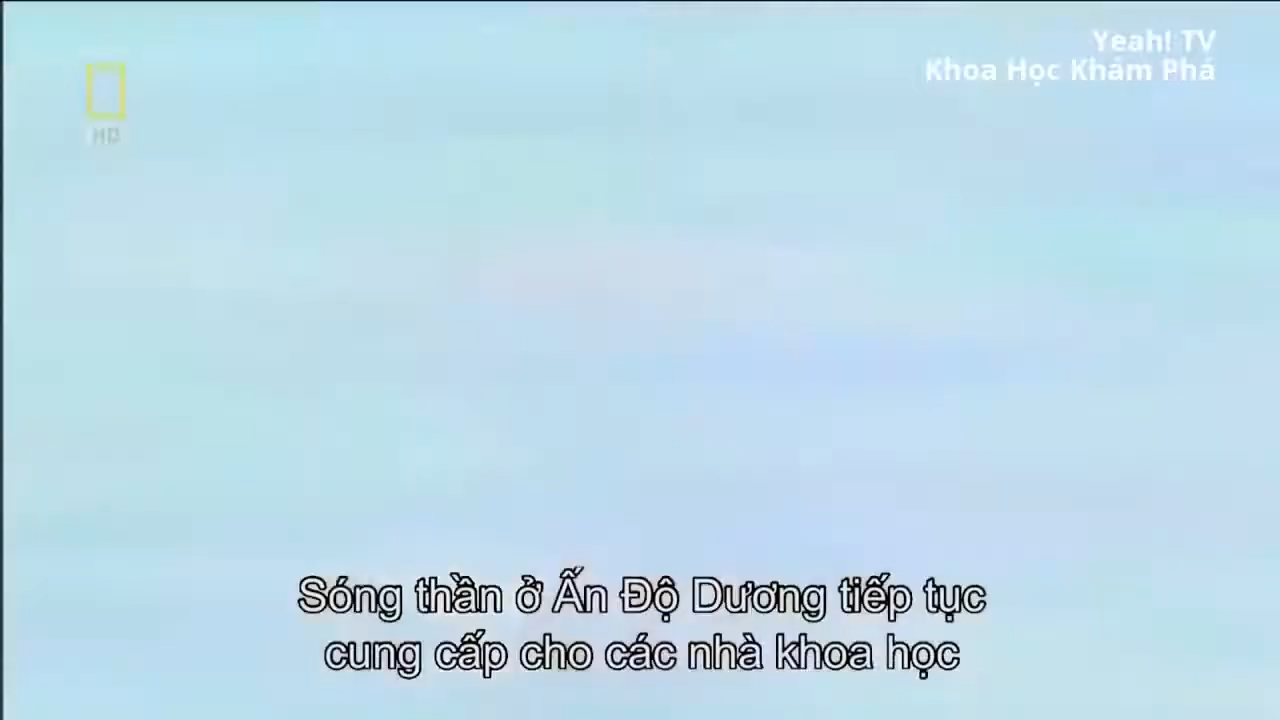 Yeah! TV
Khoa Học Khám Phá
HD
Sóng thần ở Ấn Độ Dương tiếp tục
cung cấp cho các nhà khoa học